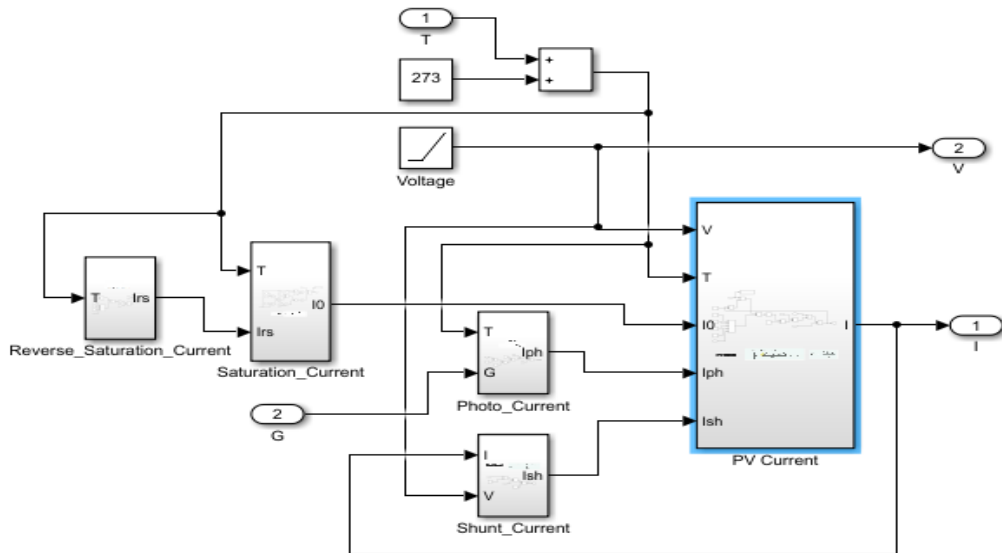 1
T
+
+
273
Voltage
2
V
T
Irs
Reverse_Saturation_Current
T
Irs
I0
Saturation_Current
2
G
T
G
Iph
Photo_Current
I
V
Ish
Shunt_Current
V
T
I0
Iph
Ish
I
PV Current
1
I